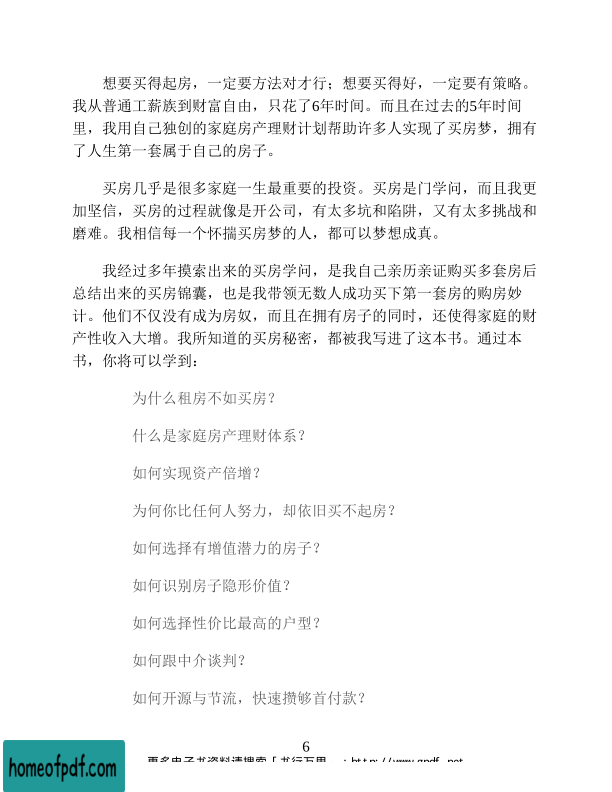 想要买得起房，一定要方法对才行；想要买得好，一定要有策略。
我从普通工薪族到财富自由，只花了6年时间。而且在过去的5年时间
里，我用自己独创的家庭房产理财计划帮助许多人实现了买房梦，拥有
了人生第一套属于自己的房子。
买房几乎是很多家庭一生最重要的投资。买房是门学问，而且我更
加坚信，买房的过程就像是开公司，有太多坑和陷阱，又有太多挑战和
磨难。我相信每一个怀揣买房梦的人，都可以梦想成真。
我经过多年摸索出来的买房学问，是我自己亲历亲证购买多套房后
总结出来的买房锦囊，也是我带领无数人成功买下第一套房的购房妙
计。他们不仅没有成为房奴，而且在拥有房子的同时，还使得家庭的财
产性收入大增。我所知道的买房秘密，都被我写进了这本书。通过本
书，你将可以学到：
为什么租房不如买房？
什么是家庭房产理财体系？
如何实现资产倍增？
为何你比任何人努力，却依旧买不起房？
如何选择有增值潜力的房子？
如何识别房子隐形价值？
如何选择性价比最高的户型？
如何跟中介谈判？
如何开源与节流，快速攒够首付款？
6
更多电子书资料请搜索「书行万里
homeofpdf.com